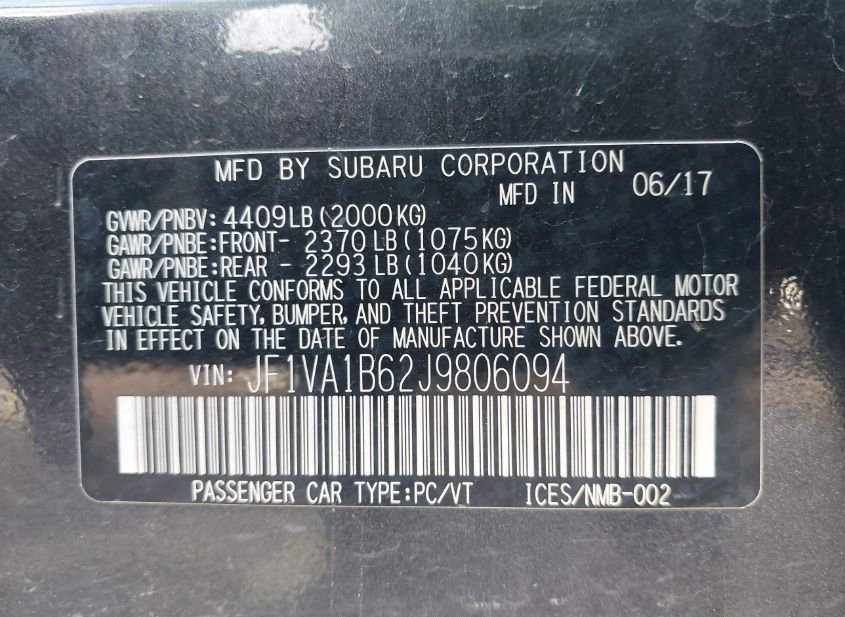 MFD BY SUBARU CORPORATION
MFD IN 06/17
GVWR/PNBV: 4409LB(2000KG)
GAWR/PNBE:FRONT- 2370 LB(1075KG)
GAWR/PNBE:REAR - 2293 LB(1040KG)
THIS VEHICLE CONFORMS TO ALL APPLICABLE FEDERAL MOTOR
VEHICLE SAFETY, BUMPER, AND THEFT PREVENTION STANDARDS
IN EFFECT ON THE DATE OF MANUFACTURE SHOWN ABOVE.
VIN: JF1VA1B62J9806094
PASSENGER CAR TYPE:PC/VT ICES/NMB-002